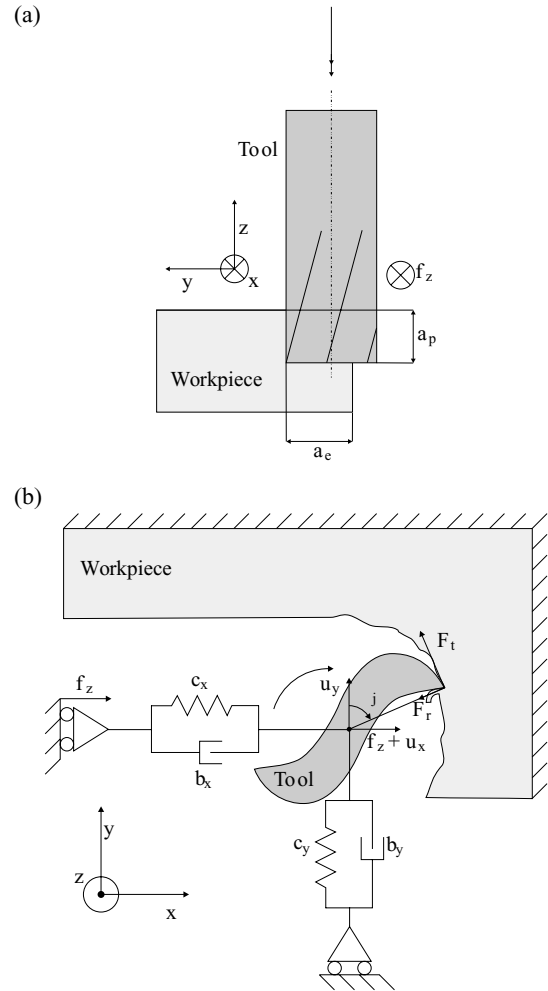 (a)
Tool
z
y
x
f_z
a_p
Workpiece
a_e
(b)
Workpiece
F_t
f_z
c_x
u_y
j
F_r
f_z + u_x
b_x
Tool
c_y
b_y
y
z
x